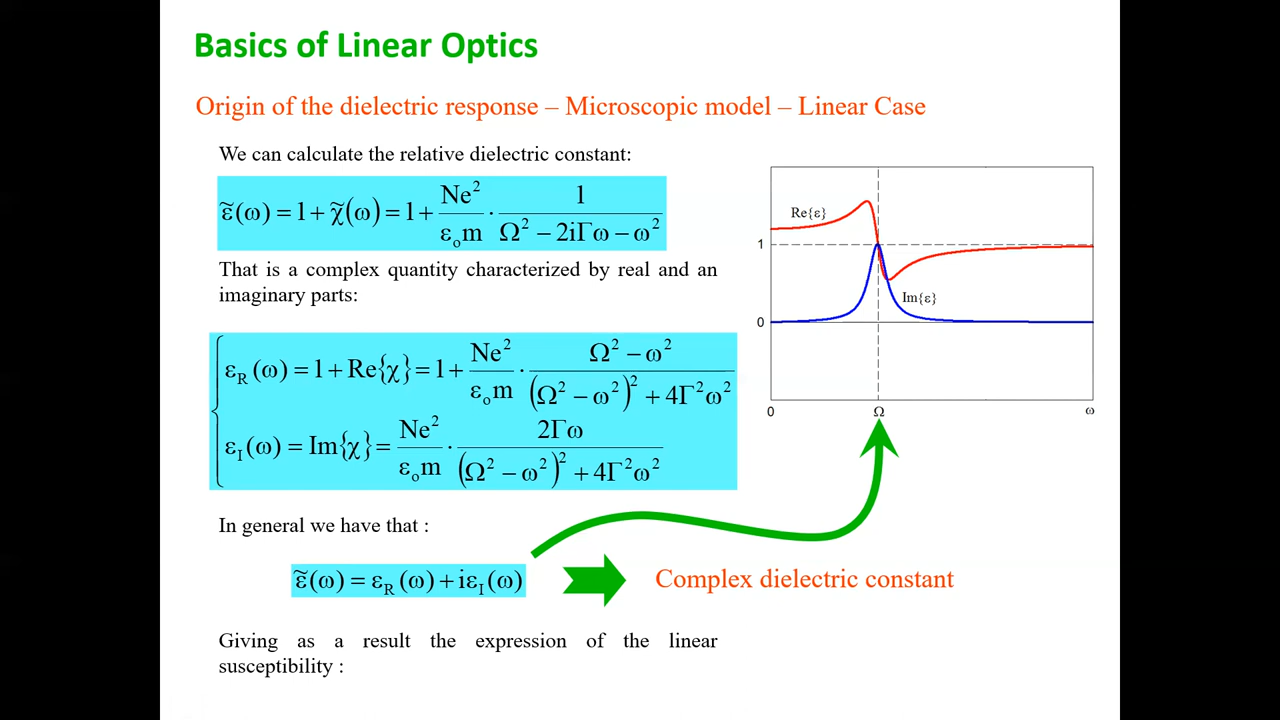 Basics of Linear Optics
Origin of the dielectric response – Microscopic model – Linear Case
We can calculate the relative dielectric constant:
ε̃(ω) = 1 + χ̃(ω) = 1 + Ne²/ε₀m · 1/(Ω² − 2iΓω − ω²)
That is a complex quantity characterized by real and an
imaginary parts:
ε_R(ω) = 1 + Re{χ} = 1 + Ne²/ε₀m · (Ω² − ω²)/((Ω² − ω²)² + 4Γ²ω²)
ε_I(ω) = Im{χ} = Ne²/ε₀m · 2Γω/((Ω² − ω²)² + 4Γ²ω²)
In general we have that :
ε̃(ω) = ε_R(ω) + iε_I(ω)
Complex dielectric constant
Giving as a result the expression of the linear
susceptibility :
Re{ε}
1
Im{ε}
0
0 Ω ω